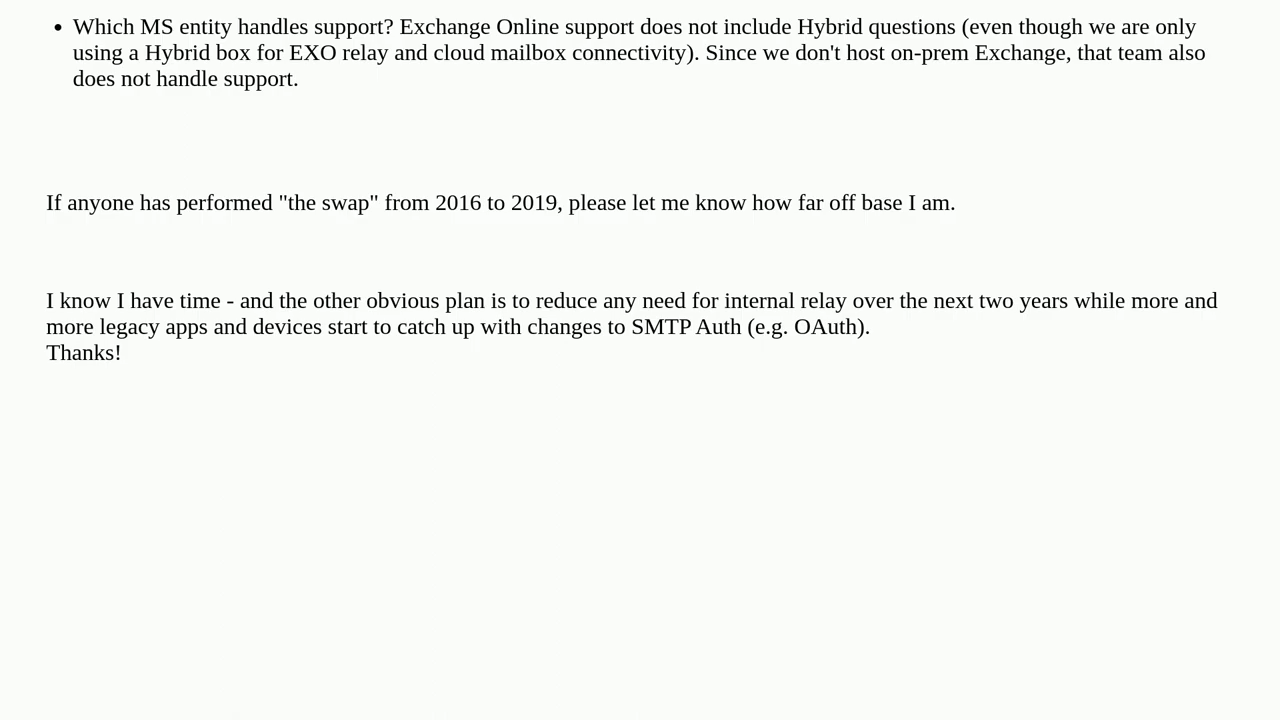 • Which MS entity handles support? Exchange Online support does not include Hybrid questions (even though we are only
using a Hybrid box for EXO relay and cloud mailbox connectivity). Since we don't host on-prem Exchange, that team also
does not handle support.
If anyone has performed "the swap" from 2016 to 2019, please let me know how far off base I am.
I know I have time - and the other obvious plan is to reduce any need for internal relay over the next two years while more and
more legacy apps and devices start to catch up with changes to SMTP Auth (e.g. OAuth).
Thanks!